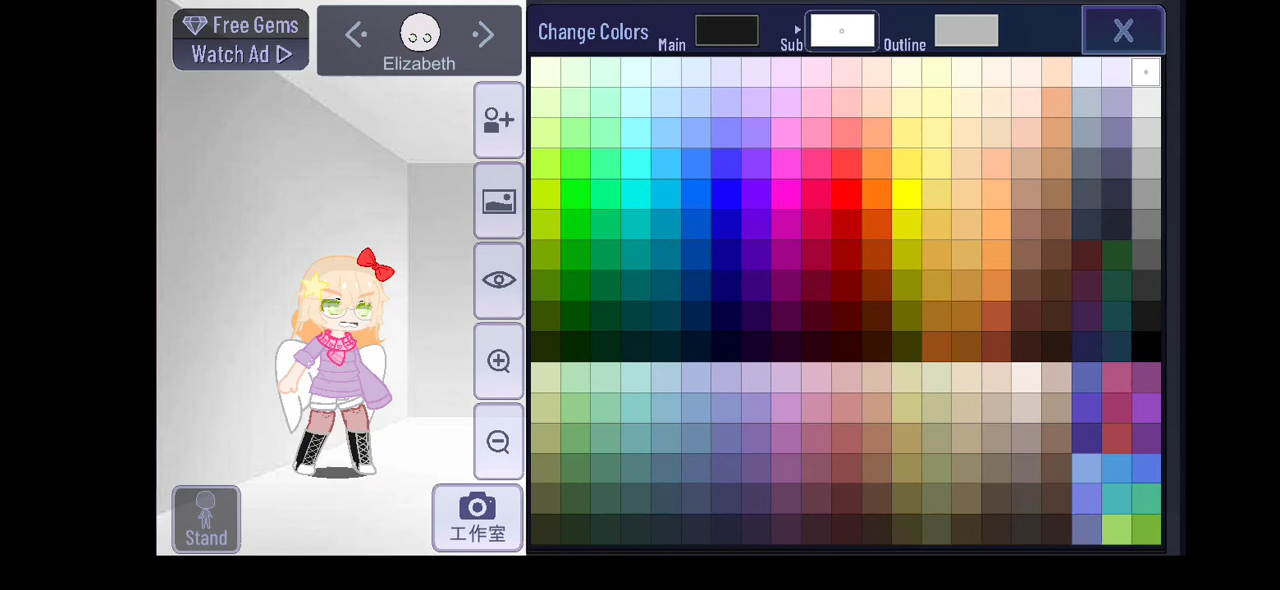 Free Gems
Watch Ad
Elizabeth
Change Colors
Main
Sub
Outline
X
Stand
工作室